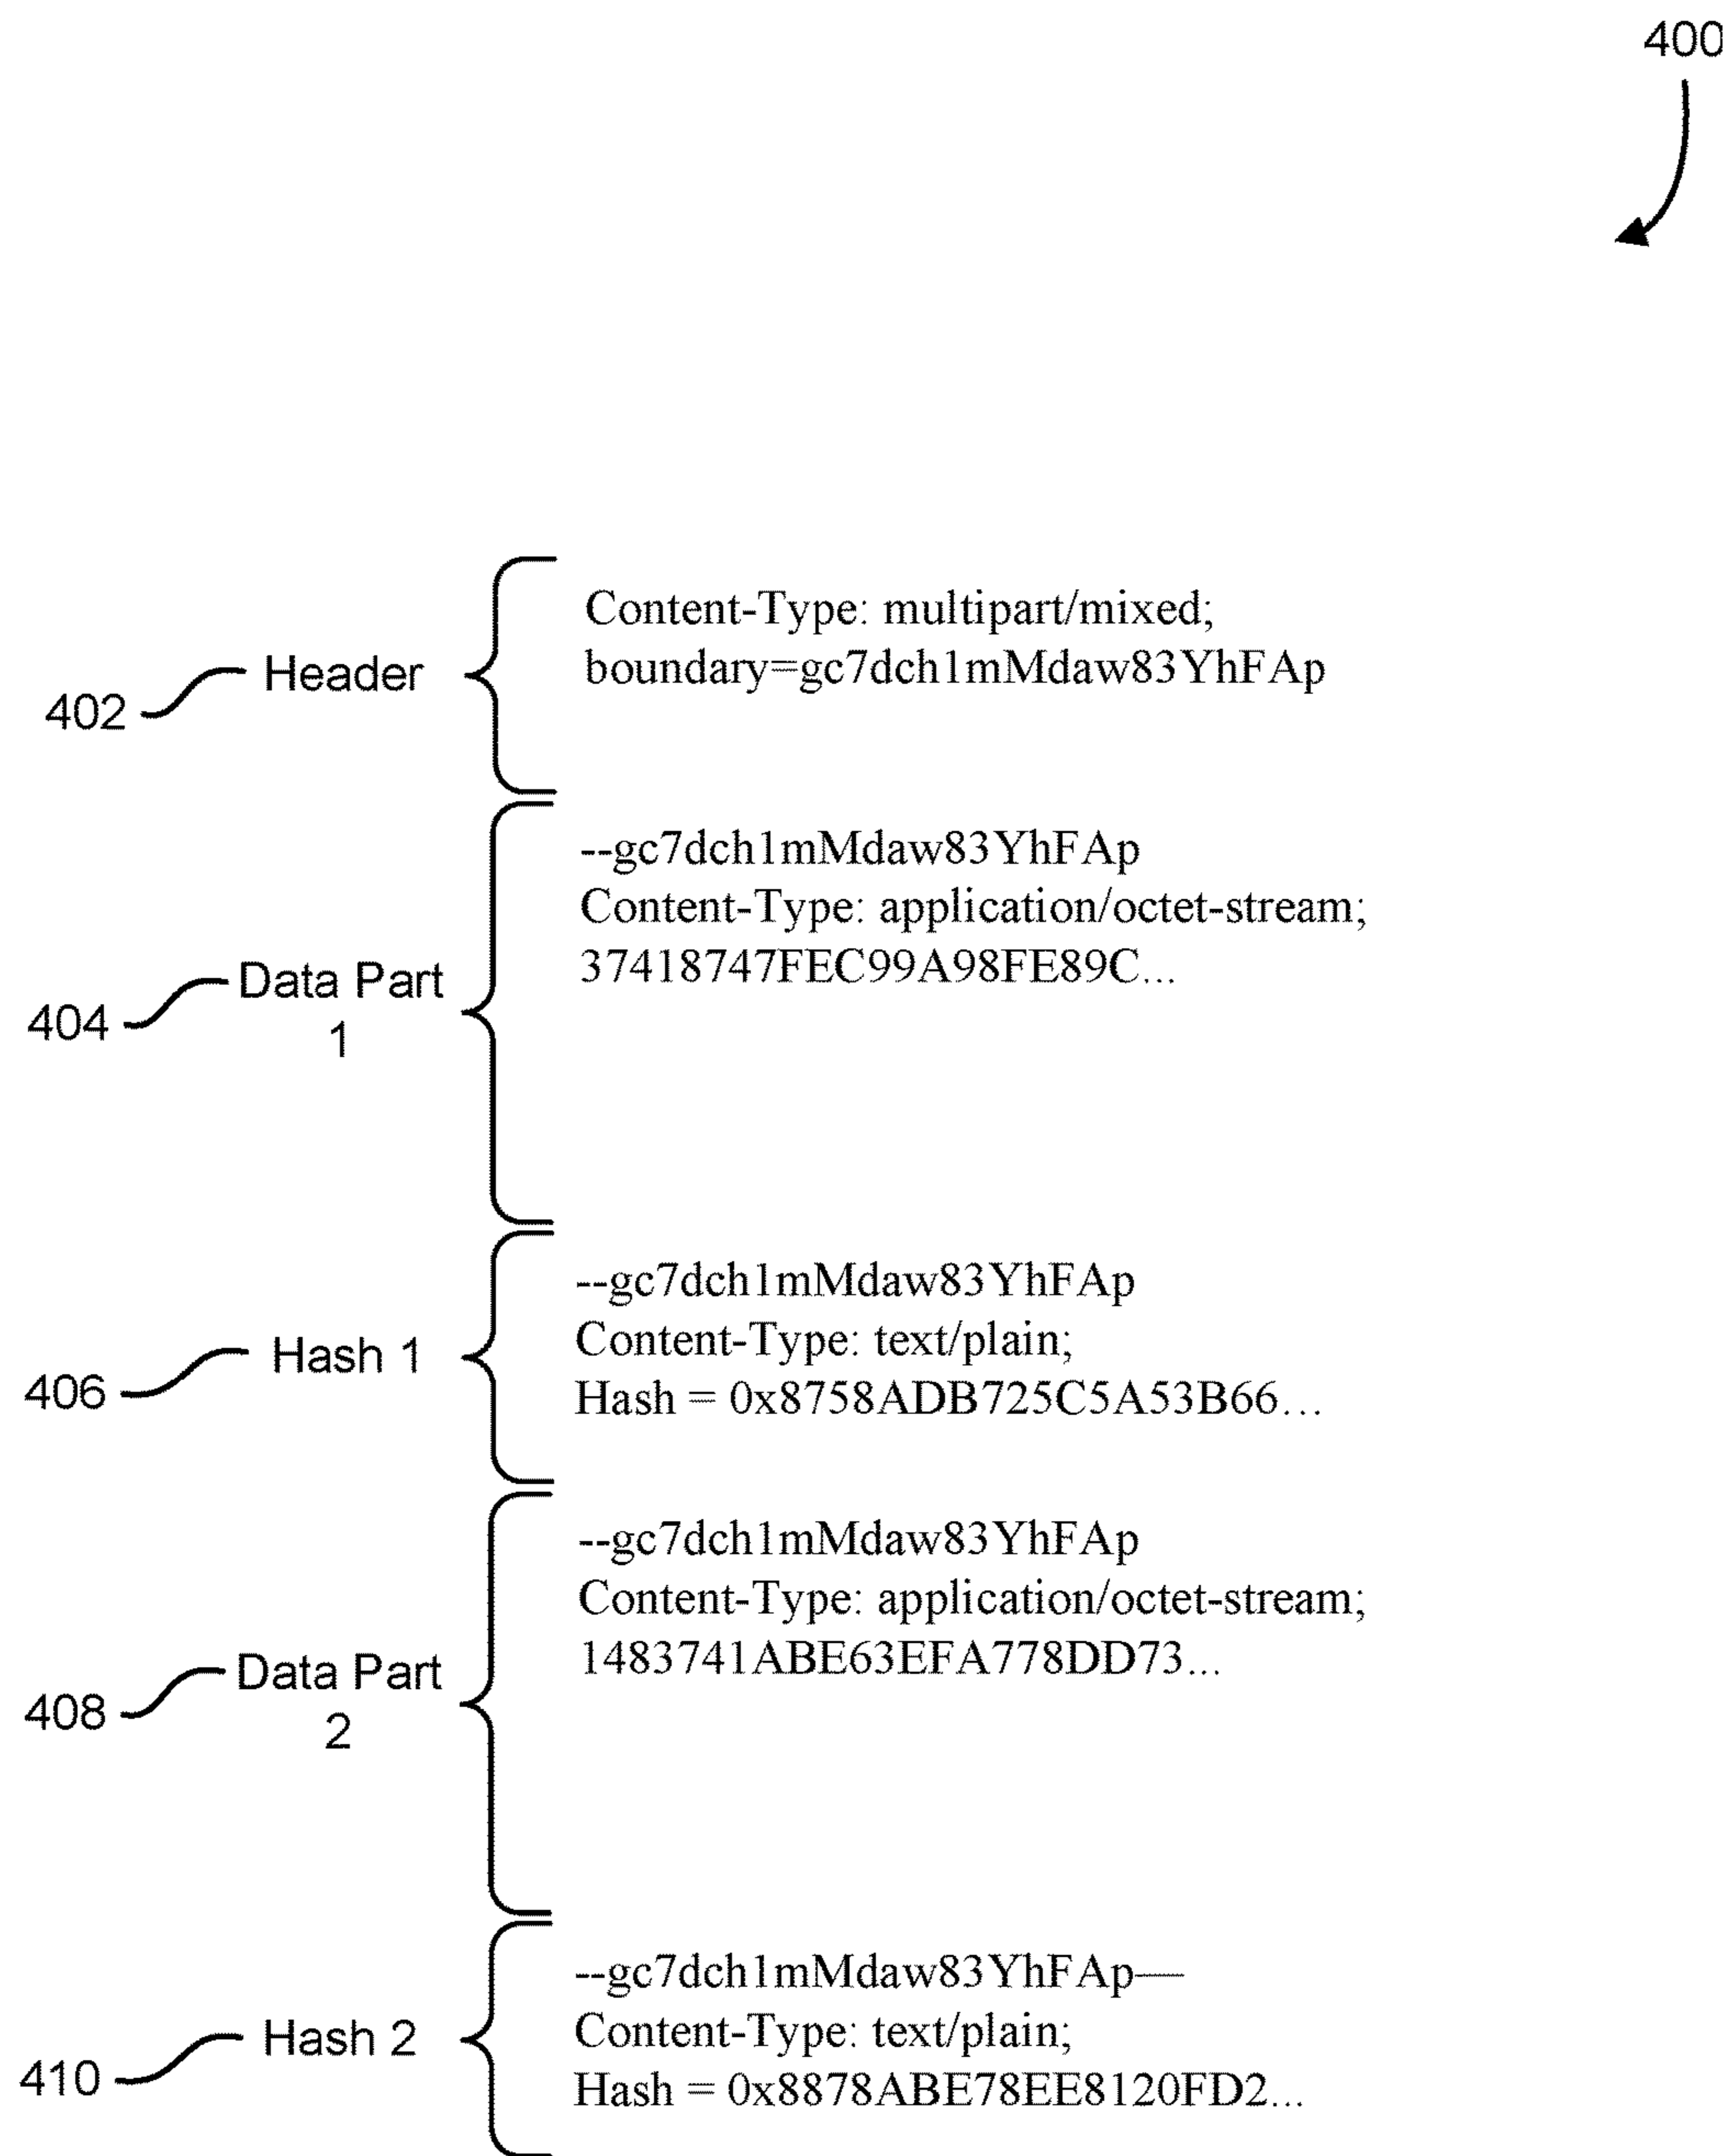 400
Content-Type: multipart/mixed;
boundary=gc7dch1mMdaw83YhFAp
Header
402
--gc7dch1mMdaw83YhFAp
Content-Type: application/octet-stream;
37418747FEC99A98FE89C...
Data Part
1
404
--gc7dch1mMdaw83YhFAp
Content-Type: text/plain;
Hash = 0x8758ADB725C5A53B66...
Hash 1
406
--gc7dch1mMdaw83YhFAp
Content-Type: application/octet-stream;
1483741ABE63EFA778DD73...
Data Part
2
408
--gc7dch1mMdaw83YhFAp—
Content-Type: text/plain;
Hash = 0x8878ABE78EE8120FD2...
Hash 2
410